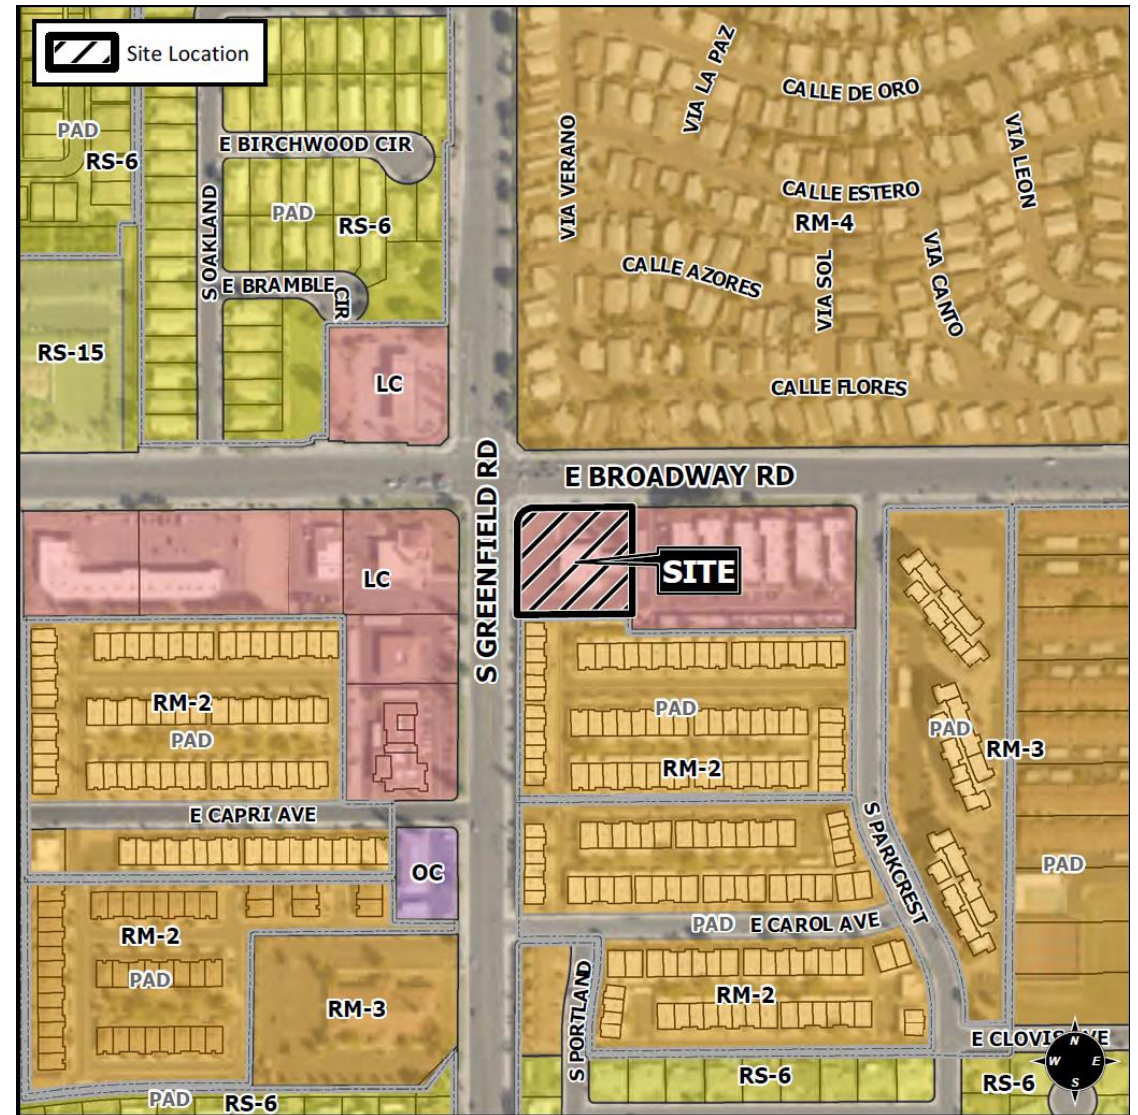 Site Location
PAD
RS-6
E BIRCHWOOD CIR
PAD
RS-6
S OAKLAND
E BRAMBLE
CIR
RS-15
LC
VIA LA PAZ
CALLE DE ORO
VIA VERANO
VIA LEON
CALLE ESTERO
RM-4
VIA CANTO
CALLE AZORES
VIA SOL
CALLE FLORES
S GREENFIELD RD
E BROADWAY RD
LC
SITE
RM-2
PAD
PAD
RM-2
PAD
RM-3
E CAPRI AVE
S PARKCREST
OC
PAD
PAD
E CAROL AVE
RM-2
PAD
RM-3
S PORTLAND
RM-2
E CLOVIS AVE
N
W
E
S
RS-6
RS-6
PAD
RS-6